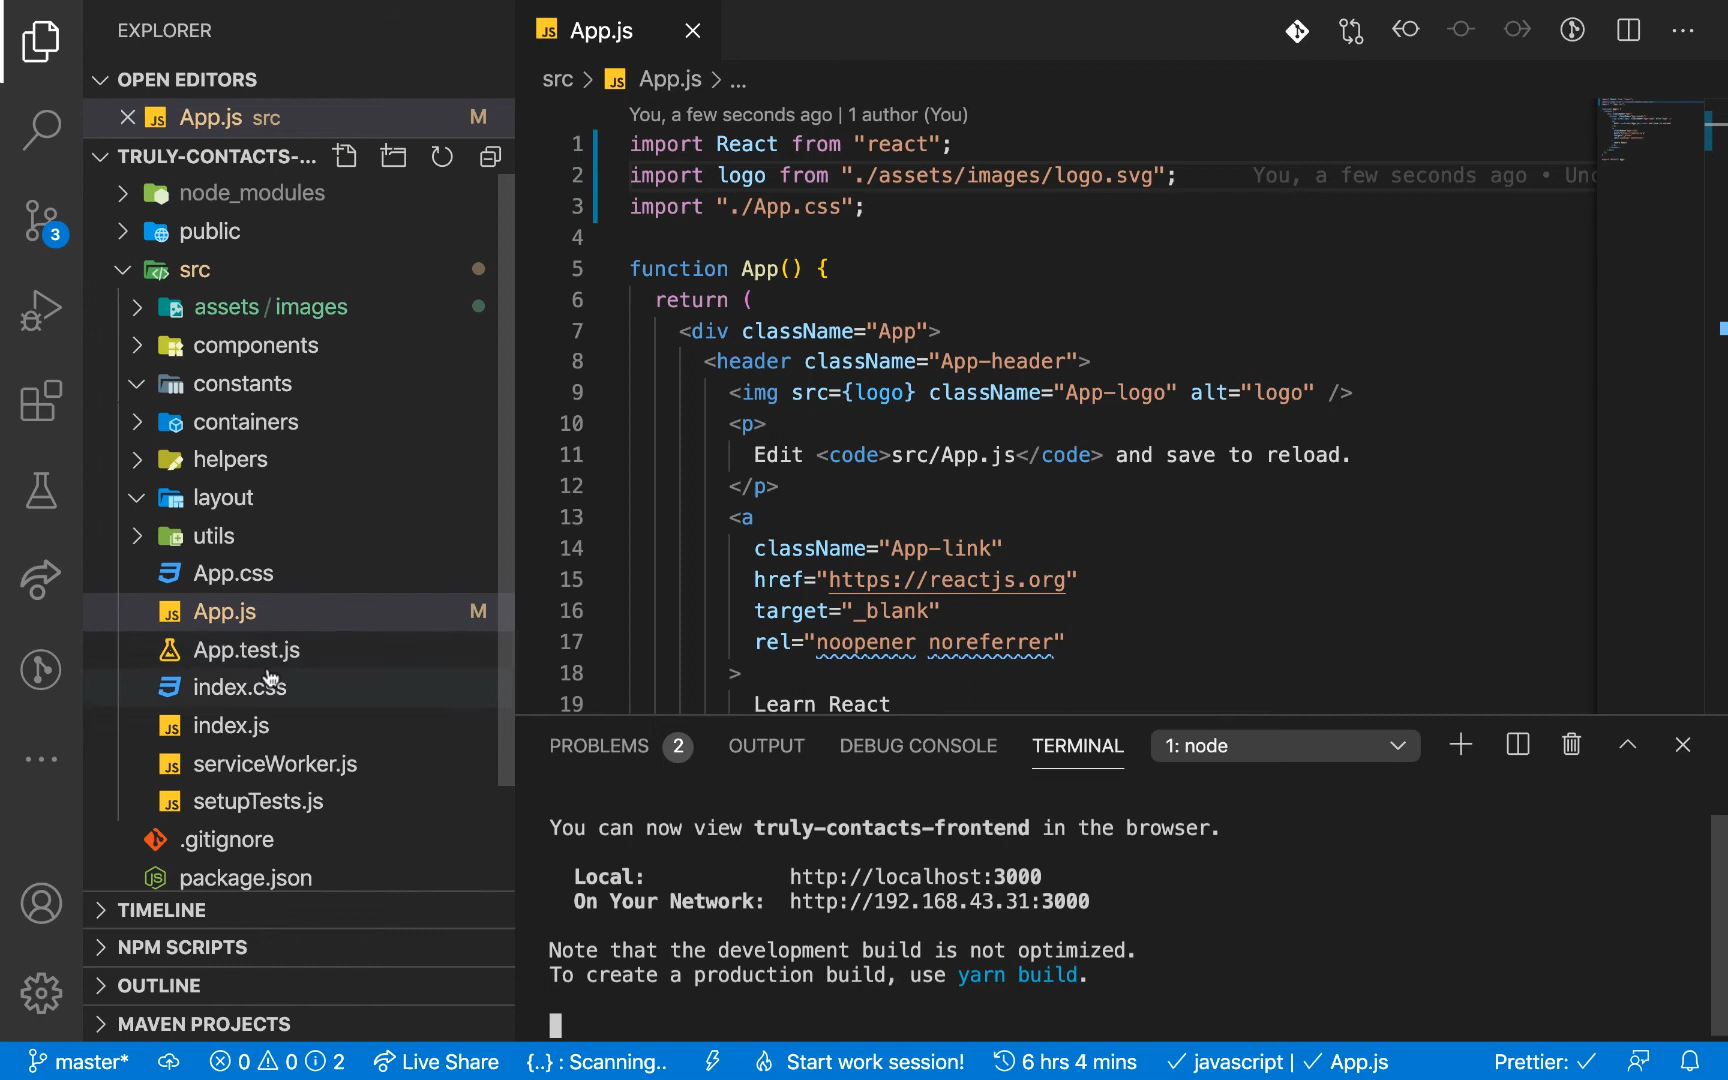 EXPLORER
OPEN EDITORS
App.js src M
TRULY-CONTACTS-...
node_modules
public
src
assets / images
components
constants
containers
helpers
layout
utils
App.css
App.js M
App.test.js
index.css
index.js
serviceWorker.js
setupTests.js
.gitignore
package.json
TIMELINE
NPM SCRIPTS
OUTLINE
MAVEN PROJECTS
3
JS App.js
src > JS App.js > ...
You, a few seconds ago | 1 author (You)
1 import React from "react";
2 import logo from "./assets/images/logo.svg"; You, a few seconds ago • Unc
3 import "./App.css";
4
5 function App() {
6 return (
7 <div className="App">
8 <header className="App-header">
9 <img src={logo} className="App-logo" alt="logo" />
10 <p>
11 Edit <code>src/App.js</code> and save to reload.
12 </p>
13 <a
14 className="App-link"
15 href="https://reactjs.org"
16 target="_blank"
17 rel="noopener noreferrer"
18 >
19 Learn React
PROBLEMS 2 OUTPUT DEBUG CONSOLE TERMINAL 1: node
You can now view truly-contacts-frontend in the browser.
Local: http://localhost:3000
On Your Network: http://192.168.43.31:3000
Note that the development build is not optimized.
To create a production build, use yarn build.
master* 0 0 2 Live Share {..} : Scanning.. Start work session! 6 hrs 4 mins javascript | App.js Prettier: